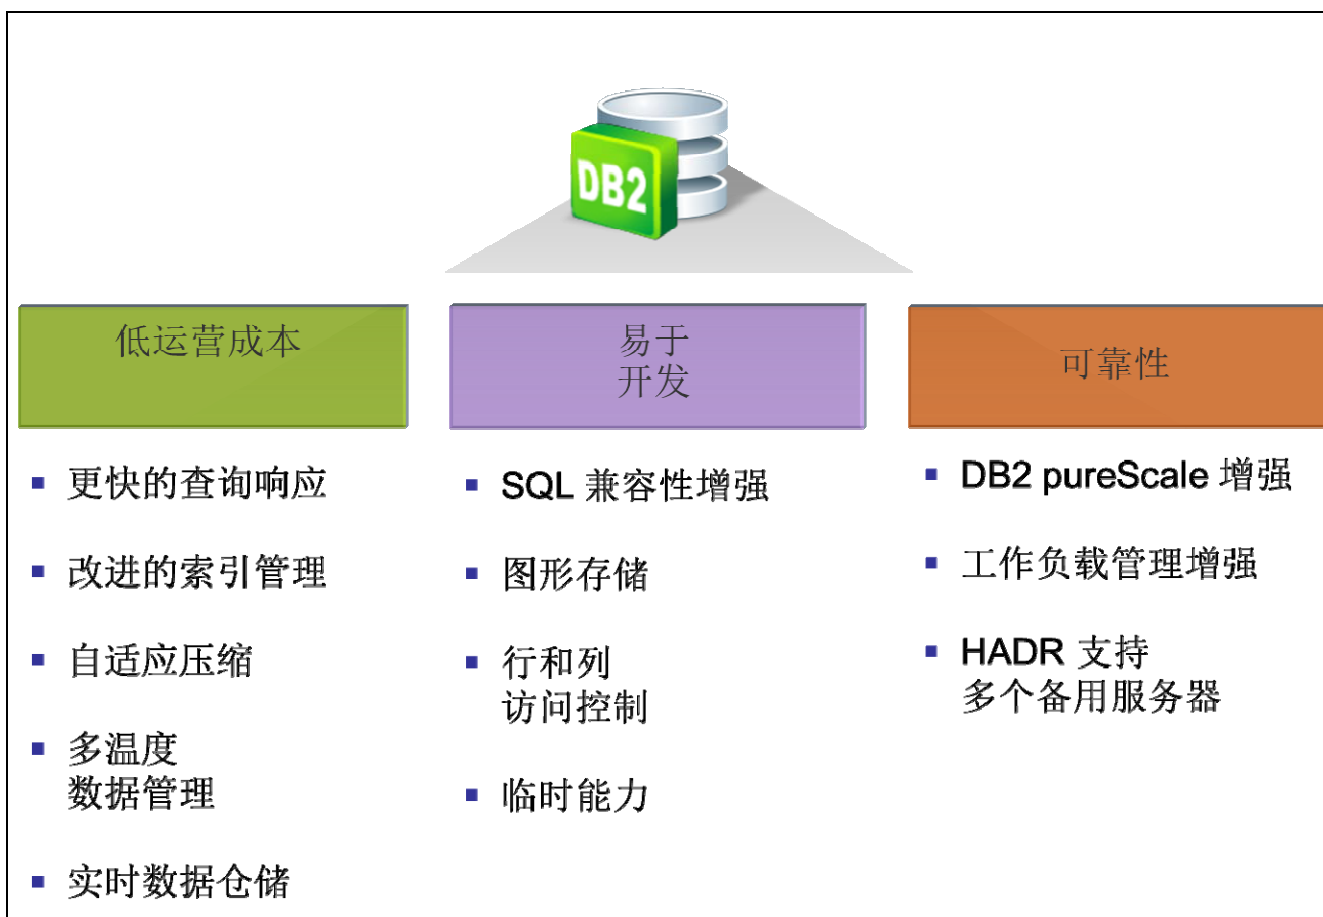 DB2
低运营成本
更快的查询响应
改进的索引管理
自适应压缩
多温度
数据管理
实时数据仓储
易于
开发
SQL 兼容性增强
图形存储
行和列
访问控制
临时能力
可靠性
DB2 pureScale 增强
工作负载管理增强
HADR 支持
多个备用服务器